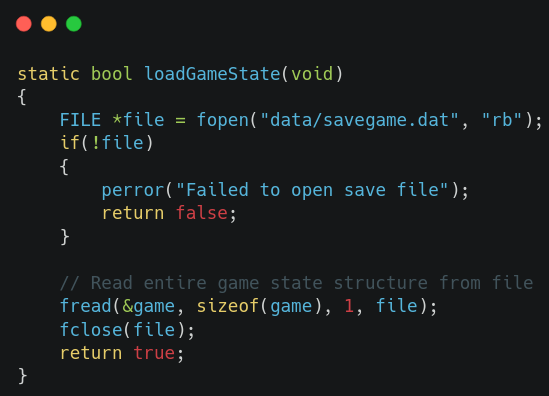 static bool loadGameState(void)
{
    FILE *file = fopen("data/savegame.dat", "rb");
    if(!file)
    {
        perror("Failed to open save file");
        return false;
    }

    // Read entire game state structure from file
    fread(&game, sizeof(game), 1, file);
    fclose(file);
    return true;
}